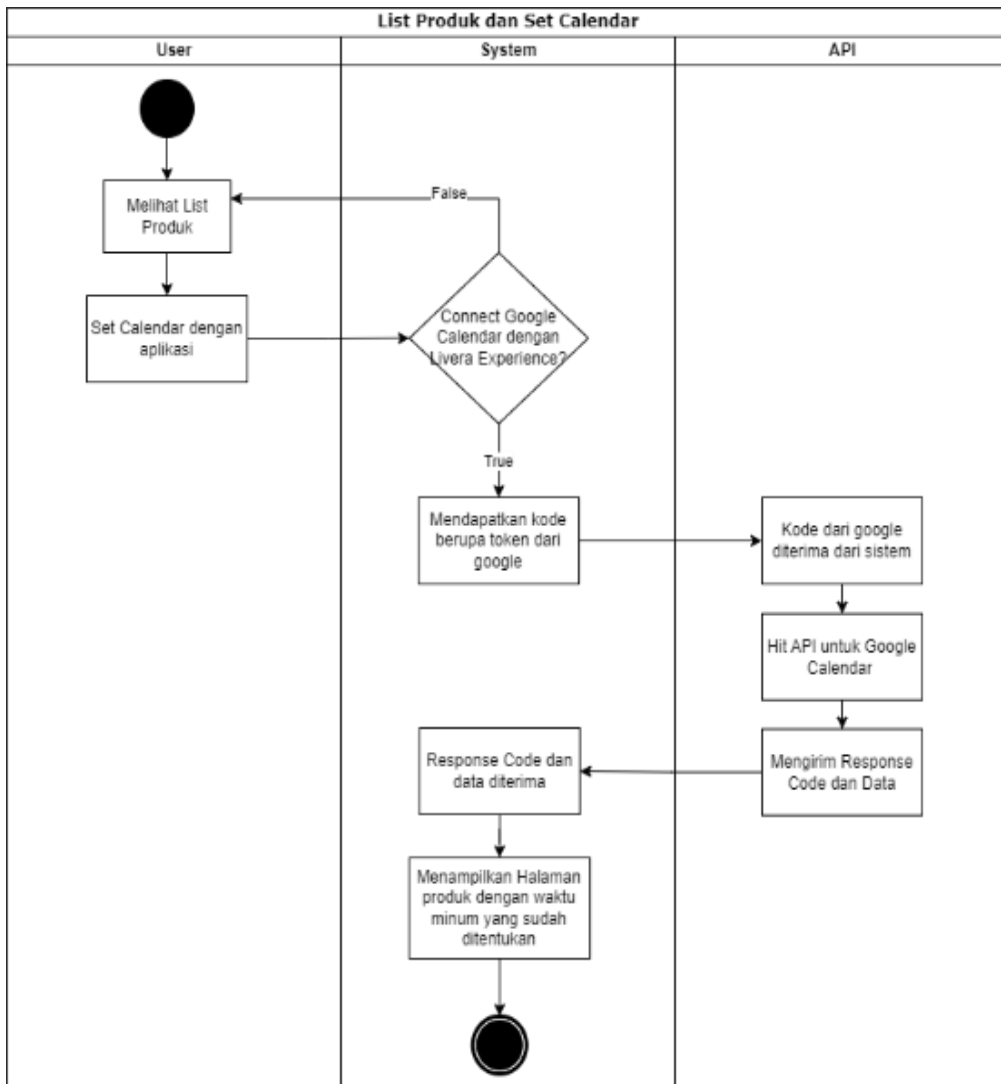 List Produk dan Set Calendar
User
System
API
Melihat List
Produk
False
Set Calendar dengan
aplikasi
Connect Google
Calendar dengan
Livera Experience?
True
Mendapatkan kode
berupa token dari
google
Kode dari google
diterima dari sistem
Hit API untuk Google
Calendar
Mengirim Response
Code dan Data
Response Code dan
data diterima
Menampilkan Halaman
produk dengan waktu
minum yang sudah
ditentukan